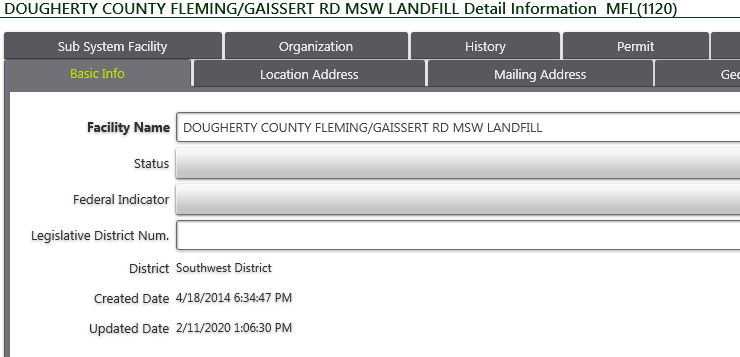 DOUGHERTY COUNTY FLEMING/GAISSERT RD MSW LANDFILL Detail Information MFL(1120)
Sub System Facility Organization History Permit
Basic Info Location Address Mailing Address Geo
Facility Name DOUGHERTY COUNTY FLEMING/GAISSERT RD MSW LANDFILL
Status
Federal Indicator
Legislative District Num.
District Southwest District
Created Date 4/18/2014 6:34:47 PM
Updated Date 2/11/2020 1:06:30 PM